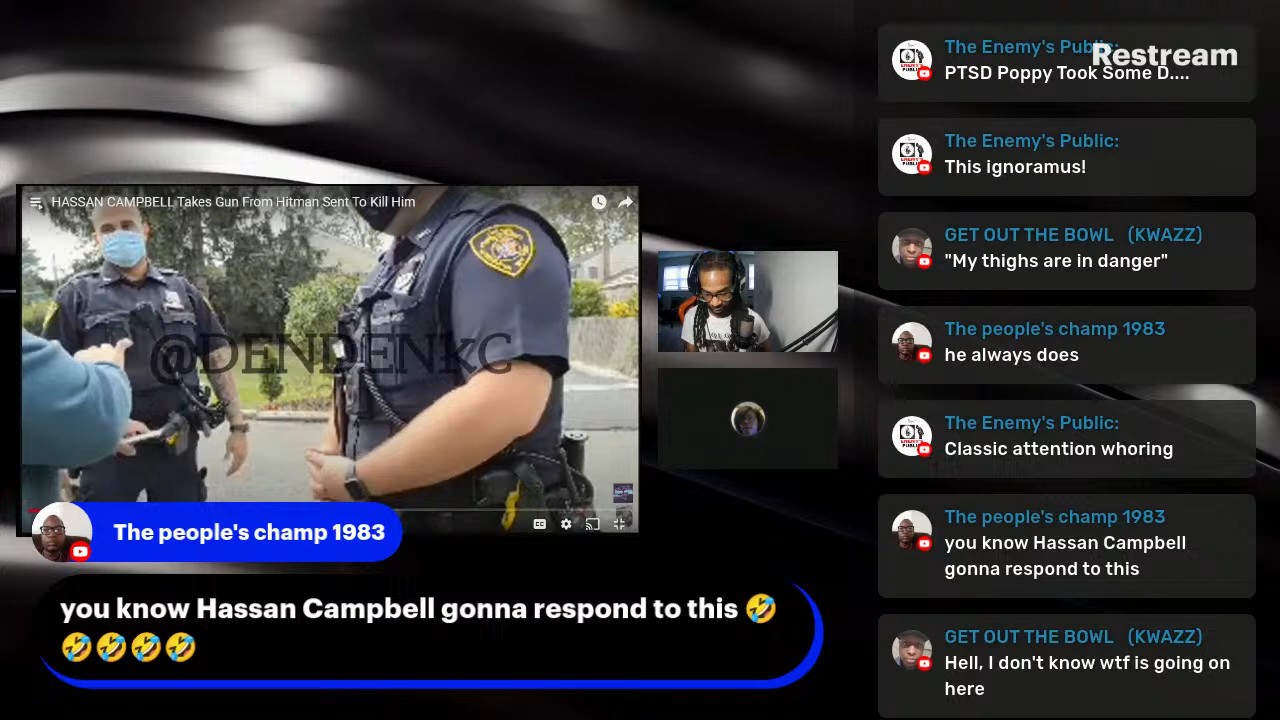 HASSAN CAMPBELL Takes Gun From Hitman Sent To Kill Him
@DENDENKC
The people's champ 1983
you know Hassan Campbell gonna respond to this 🤣
🤣🤣🤣🤣
Restream
The Enemy's Public:
PTSD Poppy Took Some D....
The Enemy's Public:
This ignoramus!
GET OUT THE BOWL (KWAZZ)
"My thighs are in danger"
The people's champ 1983
he always does
The Enemy's Public:
Classic attention whoring
The people's champ 1983
you know Hassan Campbell
gonna respond to this
GET OUT THE BOWL (KWAZZ)
Hell, I don't know wtf is going on
here